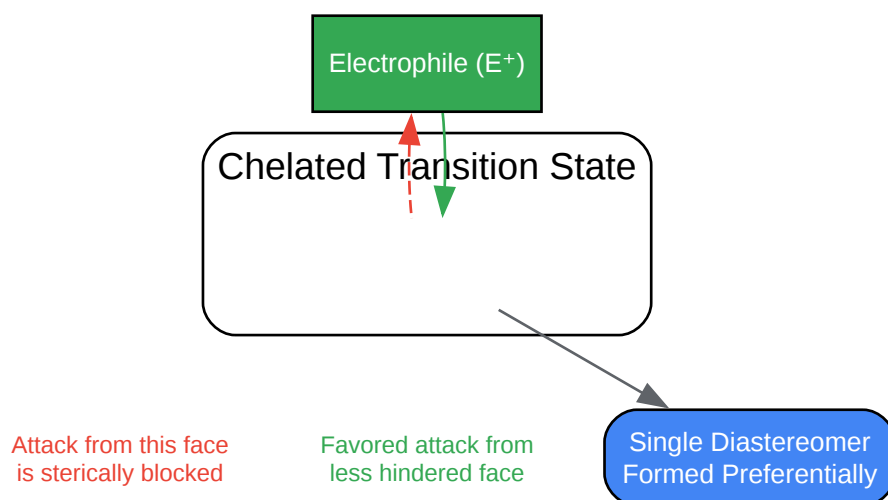 Electrophile (E⁺)
Chelated Transition State
Attack from this face
is sterically blocked
Favored attack from
less hindered face
Single Diastereomer
Formed Preferentially